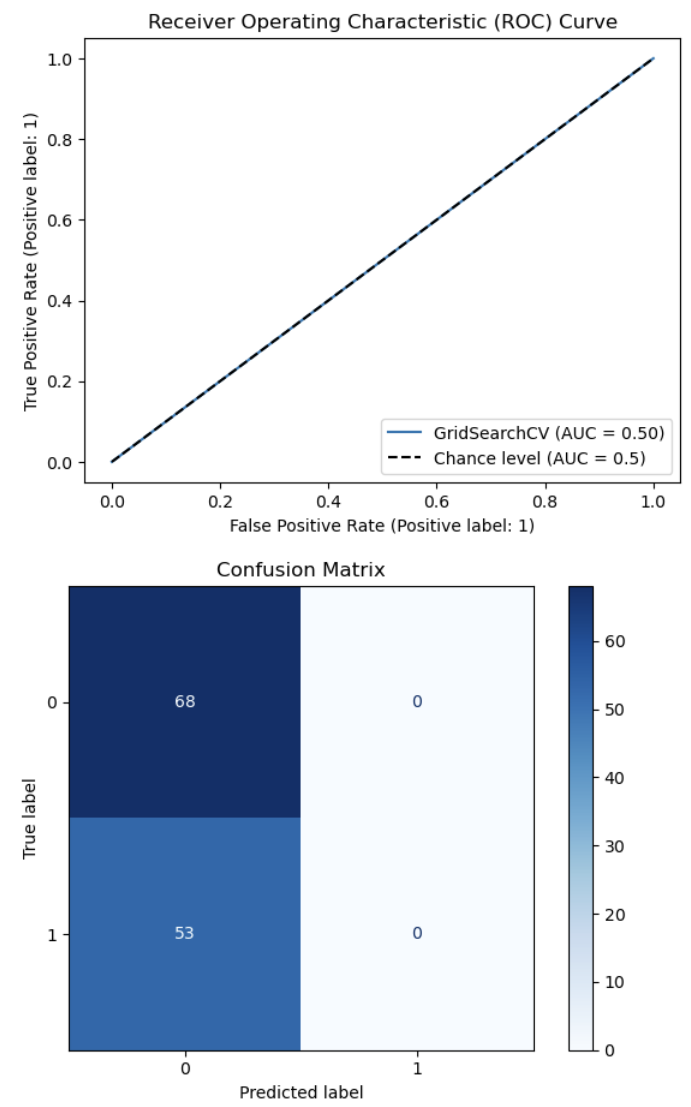 Receiver Operating Characteristic (ROC) Curve
True Positive Rate (Positive label: 1)
1.0
0.8
0.6
0.4
0.2
0.0
GridSearchCV (AUC = 0.50)
Chance level (AUC = 0.5)
0.0 0.2 0.4 0.6 0.8 1.0
False Positive Rate (Positive label: 1)
Confusion Matrix
True label
0
1
68 0
53 0
0 1
Predicted label
60
50
40
30
20
10
0